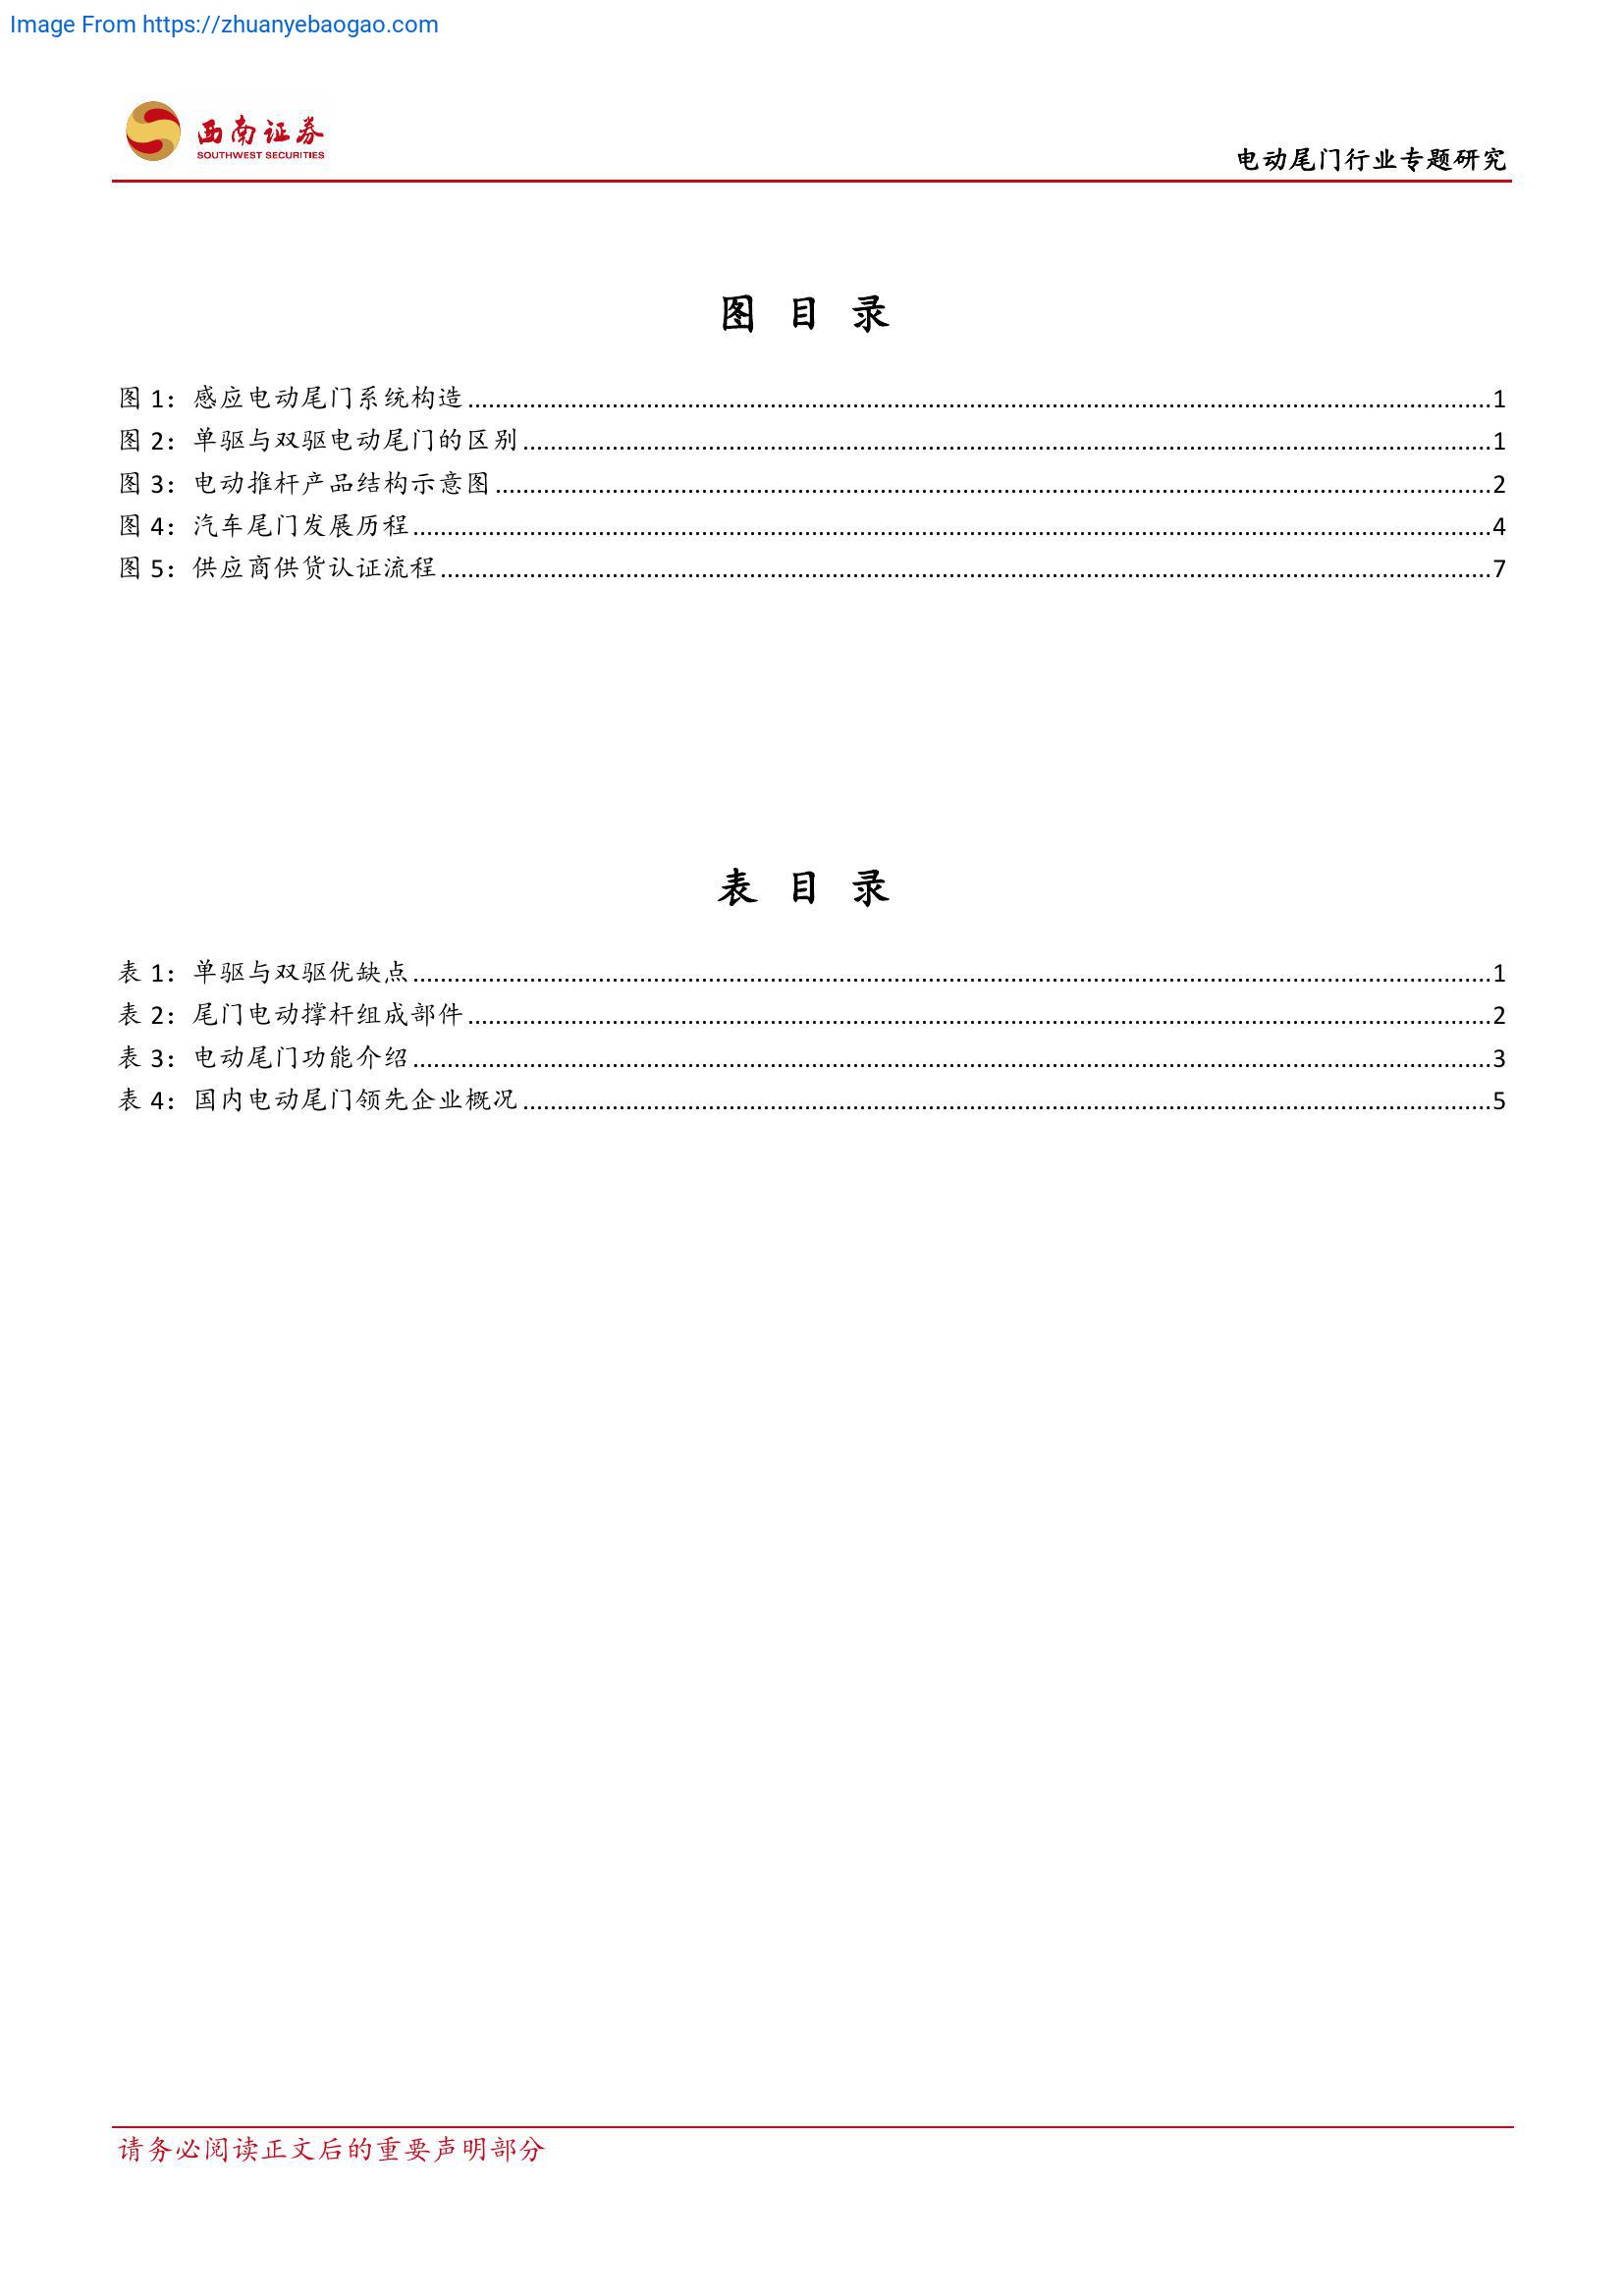 Image From https://zhuanyebaogao.com
西南证券
SOUTHWEST SECURITIES
电动尾门行业专题研究
图 目 录
图 1：感应电动尾门系统构造........................1
图 2：单驱与双驱电动尾门的区别........................1
图 3：电动推杆产品结构示意图........................2
图 4：汽车尾门发展历程........................4
图 5：供应商供货认证流程........................7
表 目 录
表 1：单驱与双驱优缺点........................1
表 2：尾门电动撑杆组成部件........................2
表 3：电动尾门功能介绍........................3
表 4：国内电动尾门领先企业概况........................5
请务必阅读正文后的重要声明部分